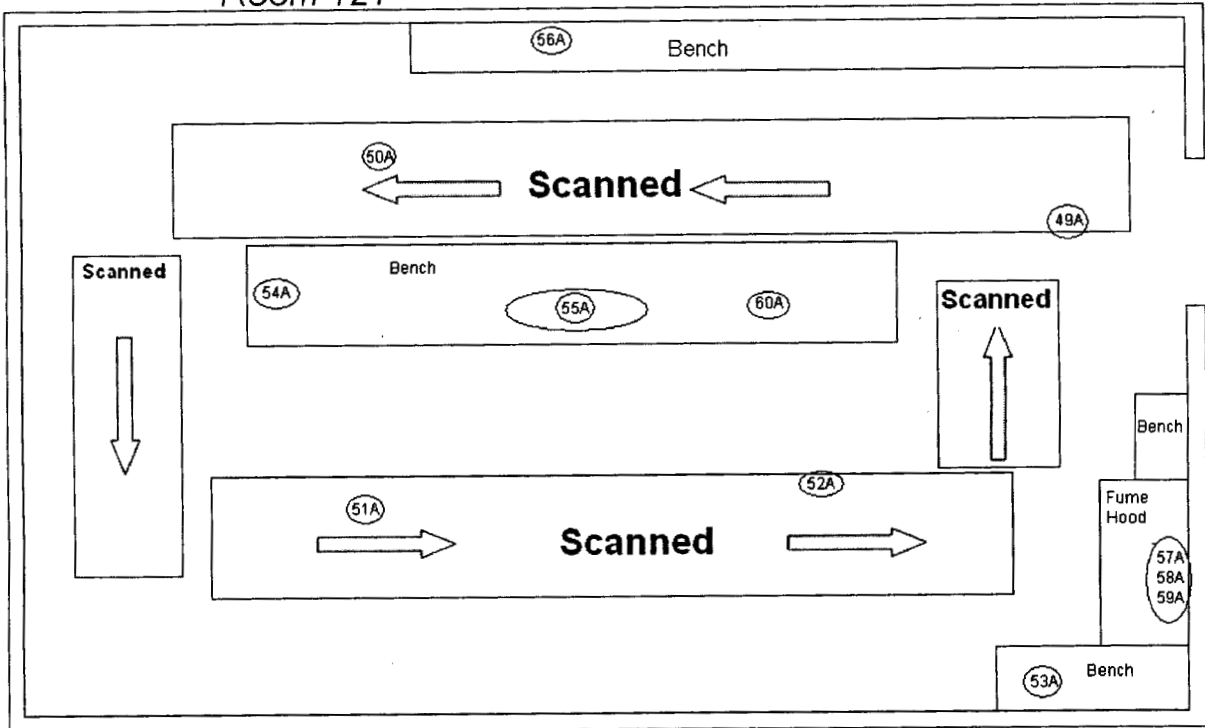 Room 121
56A
Bench
50A
Scanned
49A
Scanned
Bench
54A
55A
60A
Scanned
Bench
51A
52A
Scanned
Fume
Hood
57A
58A
59A
53A
Bench